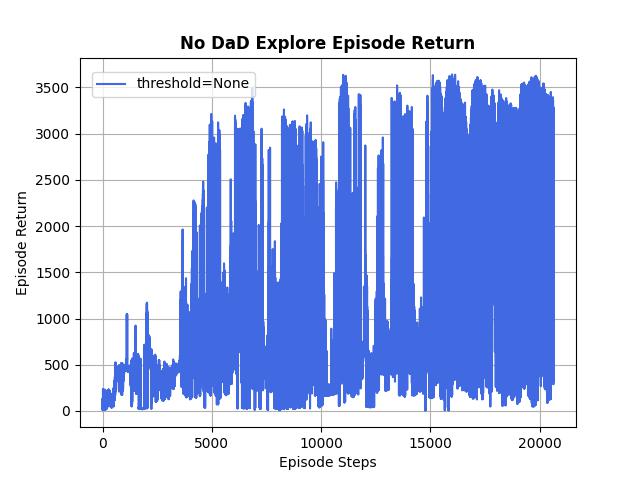 No DaD Explore Episode Return
threshold=None
Episode Return
3500
3000
2500
2000
1500
1000
500
0
0 5000 10000 15000 20000
Episode Steps